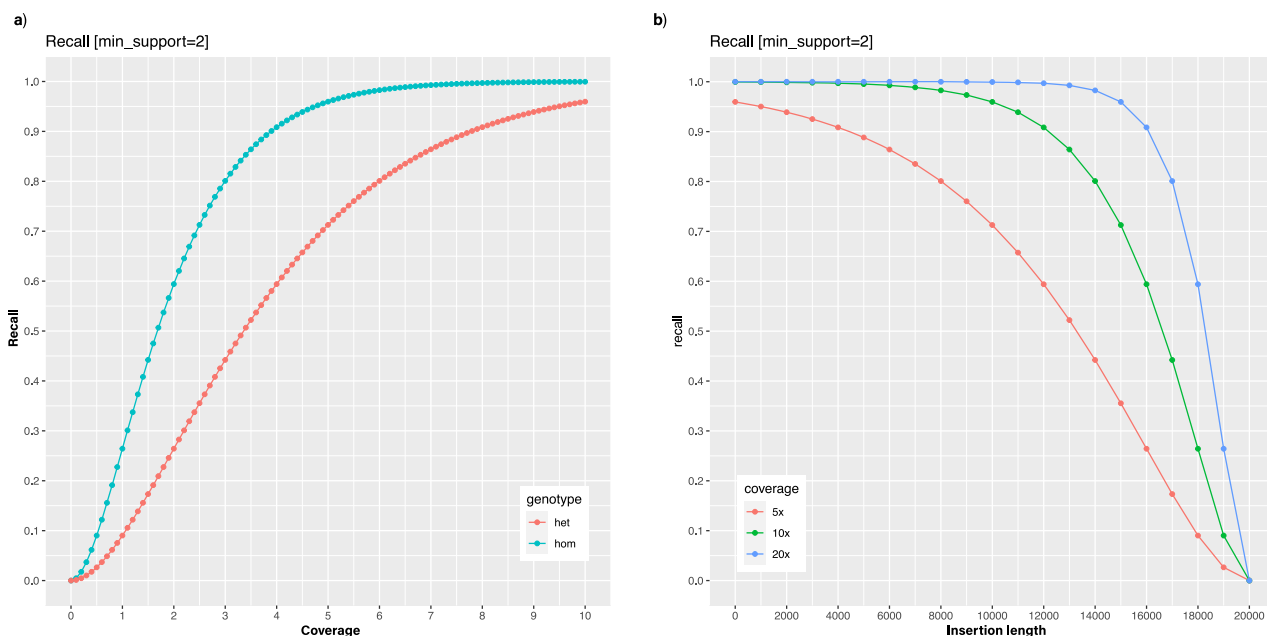 a)
Recall [min_support=2]
Recall
1.0
0.9
0.8
0.7
0.6
0.5
0.4
0.3
0.2
0.1
0.0
genotype
het
hom
0 1 2 3 4 5 6 7 8 9 10
Coverage
b)
Recall [min_support=2]
recall
1.0
0.9
0.8
0.7
0.6
0.5
0.4
0.3
0.2
0.1
0.0
coverage
5x
10x
20x
0 2000 4000 6000 8000 10000 12000 14000 16000 18000 20000
Insertion length